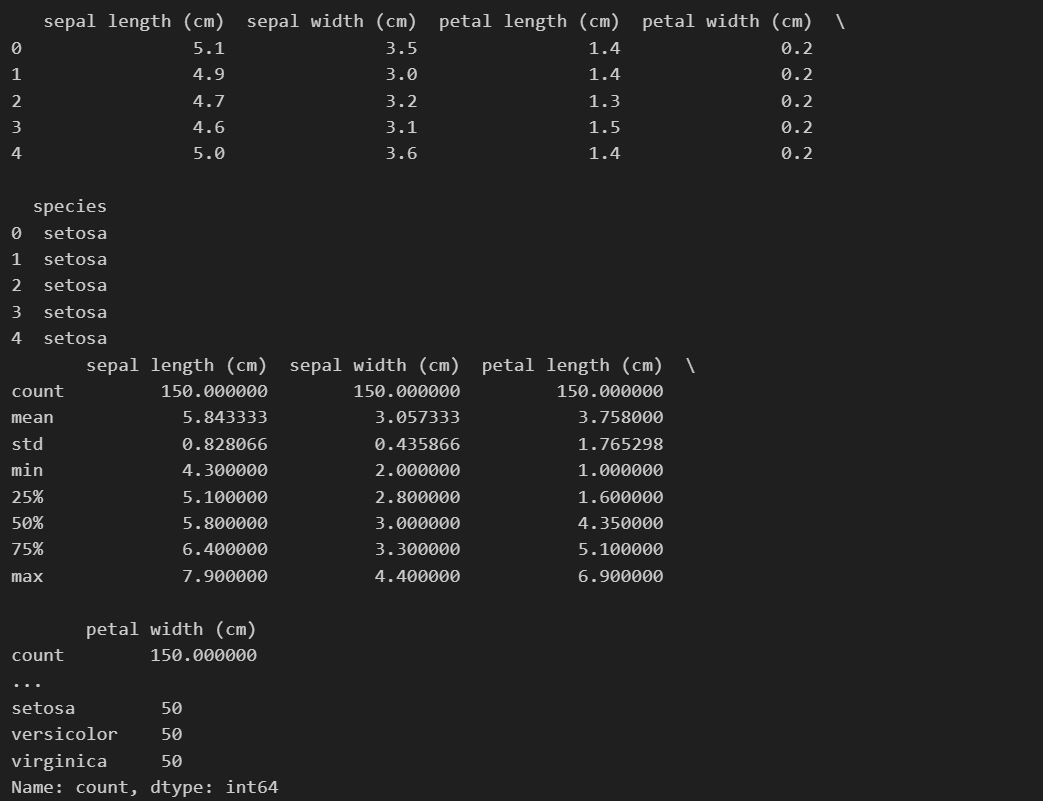 sepal length (cm)  sepal width (cm)  petal length (cm)  petal width (cm)  \
0                5.1               3.5                1.4               0.2
1                4.9               3.0                1.4               0.2
2                4.7               3.2                1.3               0.2
3                4.6               3.1                1.5               0.2
4                5.0               3.6                1.4               0.2

  species
0  setosa
1  setosa
2  setosa
3  setosa
4  setosa
       sepal length (cm)  sepal width (cm)  petal length (cm)  \
count         150.000000        150.000000         150.000000
mean            5.843333          3.057333           3.758000
std             0.828066          0.435866           1.765298
min             4.300000          2.000000           1.000000
25%             5.100000          2.800000           1.600000
50%             5.800000          3.000000           4.350000
75%             6.400000          3.300000           5.100000
max             7.900000          4.400000           6.900000

       petal width (cm)
count        150.000000
...
setosa        50
versicolor    50
virginica     50
Name: count, dtype: int64